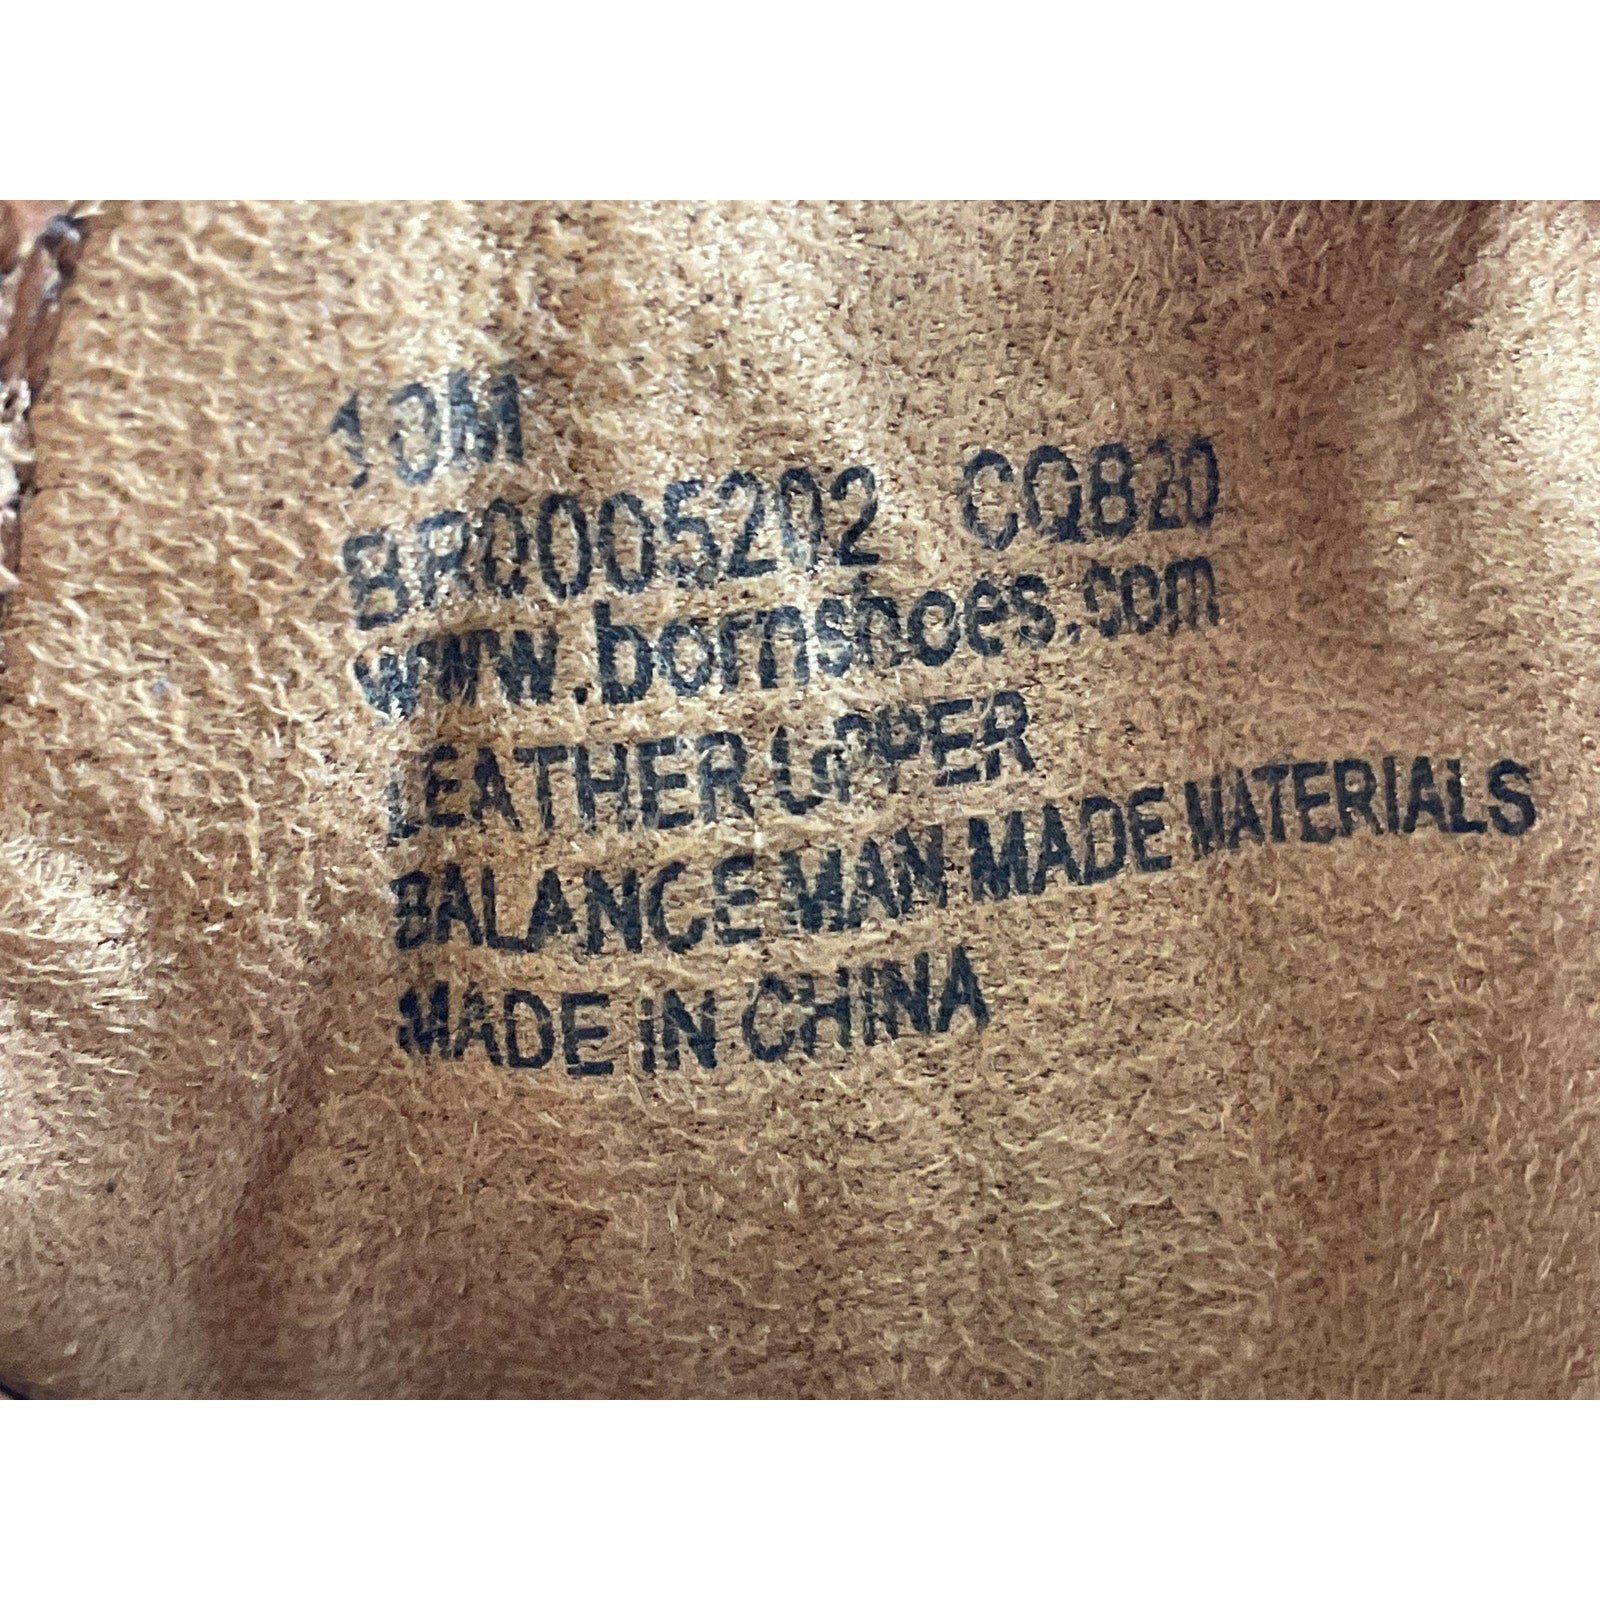 10M
BR0005202 CQB20
www.bornshoes.com
LEATHER UPPER
BALANCE MAN MADE MATERIALS
MADE IN CHINA